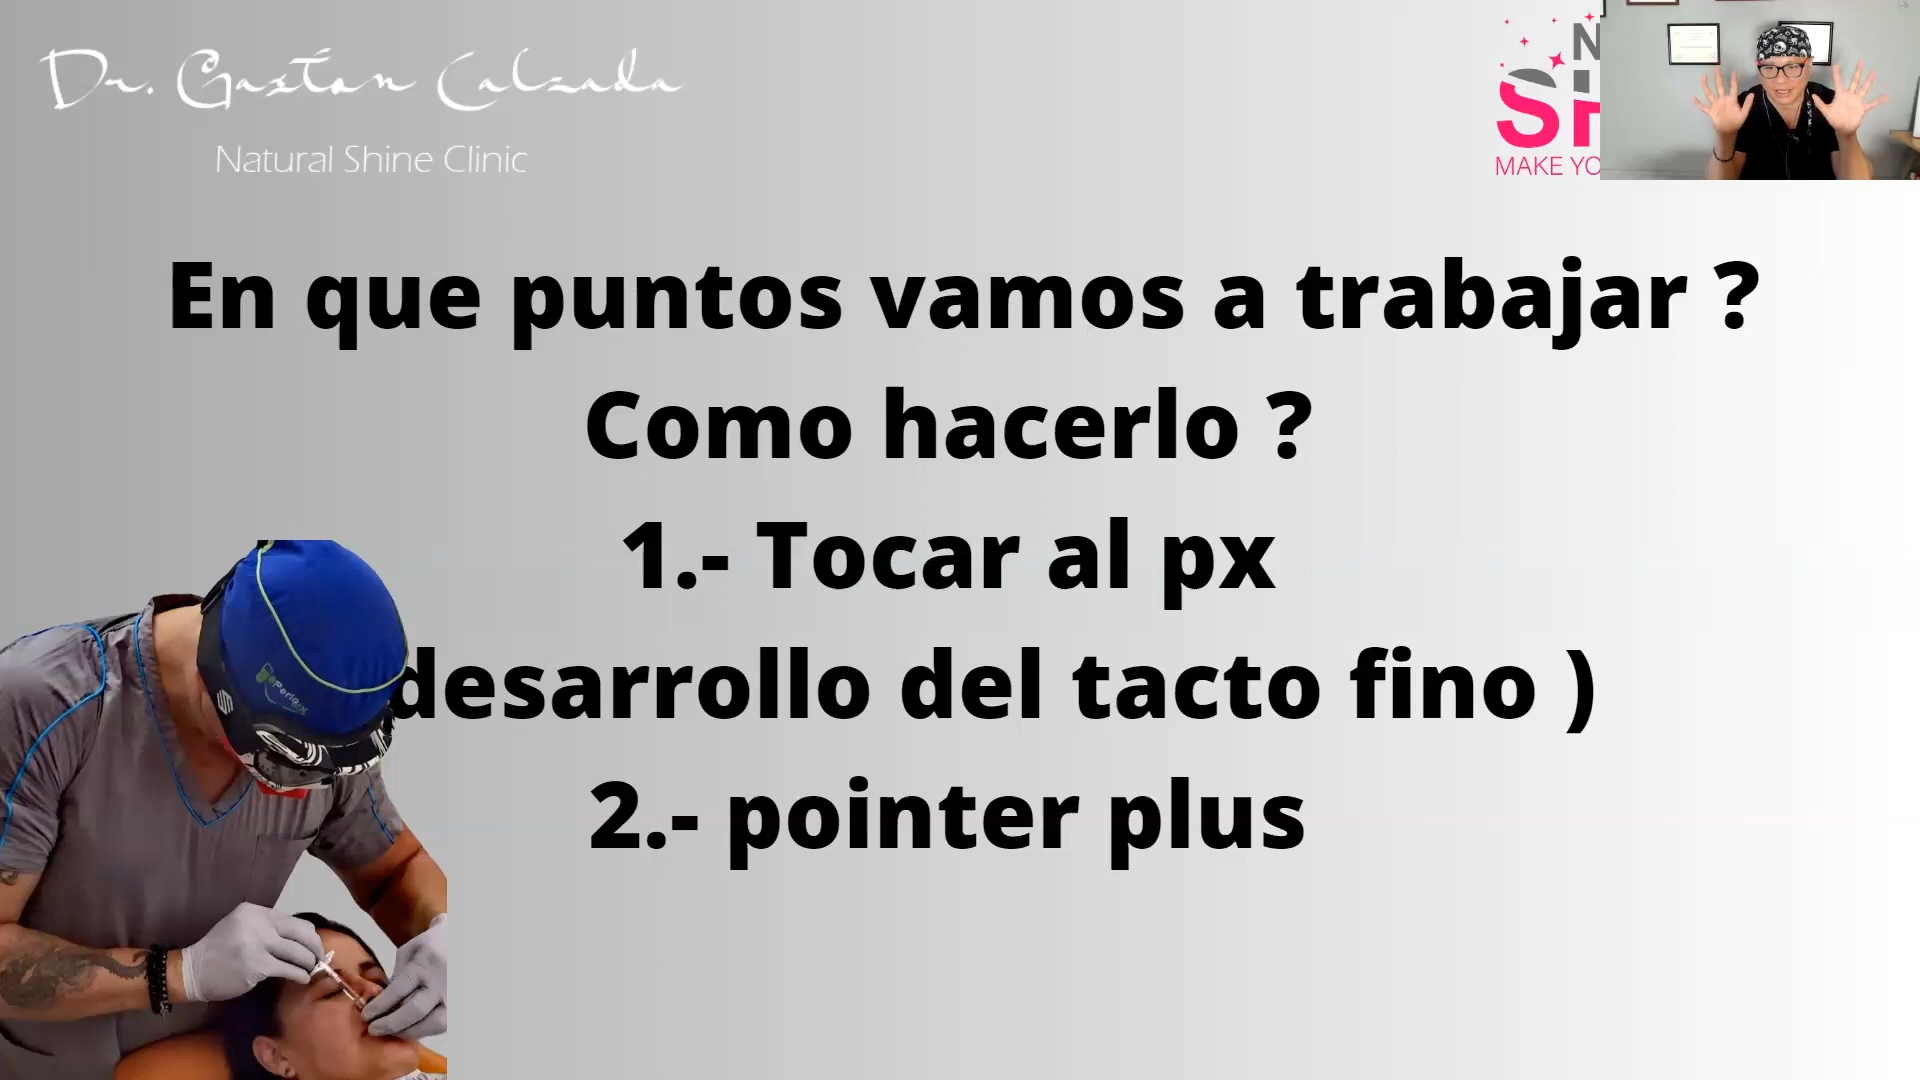 Dr. Gastan Calzada
Natural Shine Clinic
N
SH
MAKE YO
En que puntos vamos a trabajar ?
Como hacerlo ?
1.- Tocar al px
desarrollo del tacto fino )
2.- pointer plus